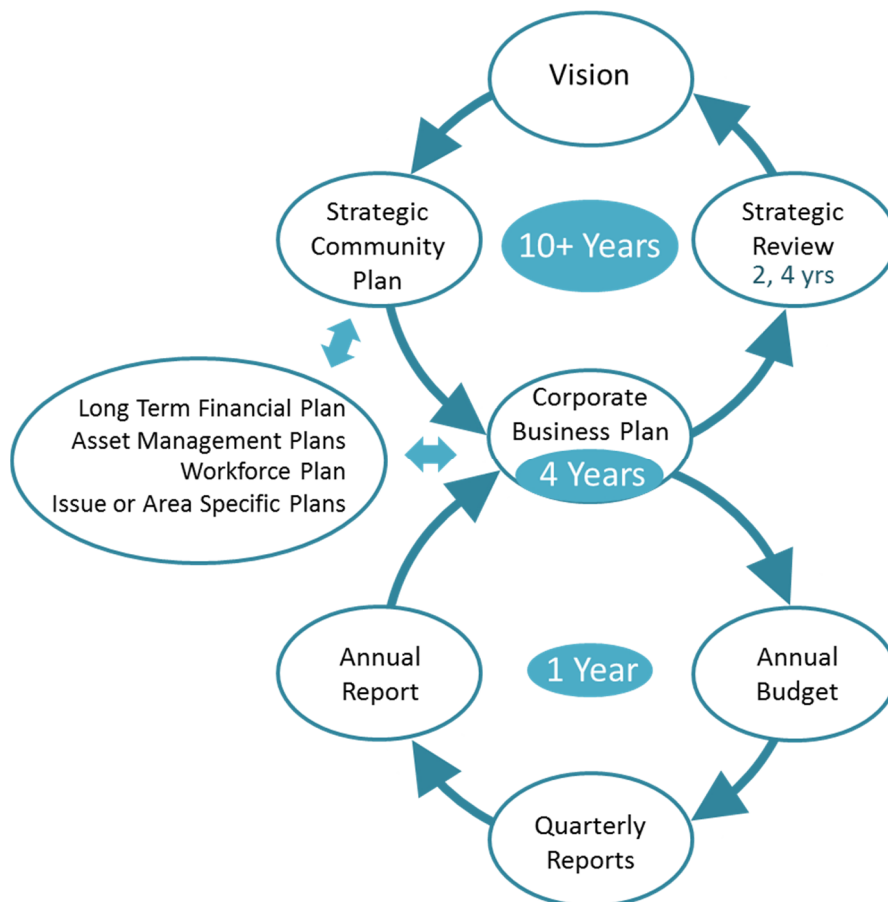 Vision
Strategic
Community
Plan
10+ Years
Strategic
Review
2, 4 yrs
Long Term Financial Plan
Asset Management Plans
Workforce Plan
Issue or Area Specific Plans
Corporate
Business Plan
4 Years
Annual
Report
1 Year
Annual
Budget
Quarterly
Reports